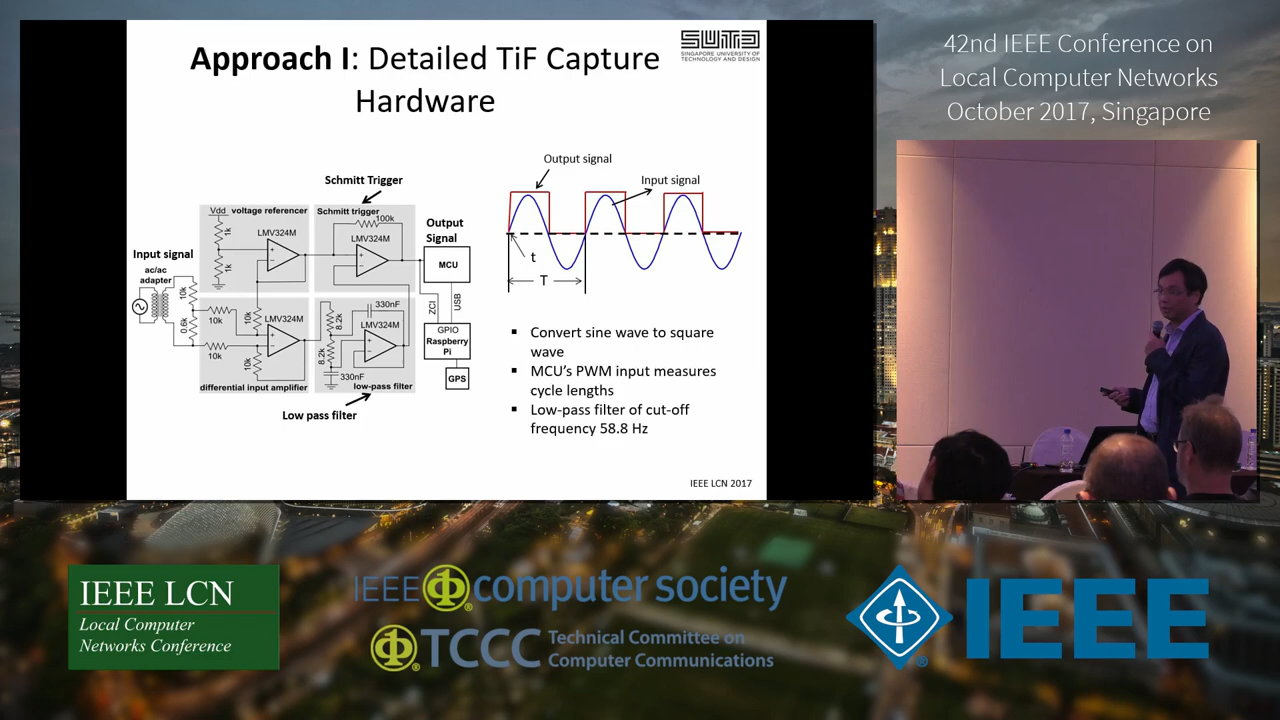 Approach I: Detailed TiF Capture
Hardware
SUTD
SINGAPORE UNIVERSITY OF
TECHNOLOGY AND DESIGN
42nd IEEE Conference on
Local Computer Networks
October 2017, Singapore
Schmitt Trigger
Vdd
voltage referencer
1k
1k
LMV324M
Schmitt trigger
100k
LMV324M
Output
Signal
MCU
Input signal
ac/ac
adapter
10k
0.6k
10k
10k
10k
10k
LMV324M
differential input amplifier
8.2k
8.2k
330nF
LMV324M
330nF
low-pass filter
ZCI
USB
GPIO
Raspberry
Pi
GPS
Low pass filter
Output signal
Input signal
t
T
▪ Convert sine wave to square
wave
▪ MCU's PWM input measures
cycle lengths
▪ Low-pass filter of cut-off
frequency 58.8 Hz
IEEE LCN 2017
IEEE LCN
Local Computer
Networks Conference
IEEE computer society
TCCC Technical Committee on
Computer Communications
IEEE